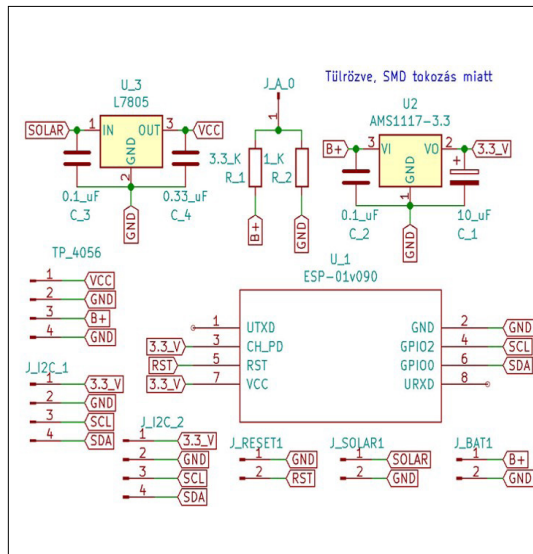 Túlrözve, SMD tokozás miatt
U_3
L7805
SOLAR 1 IN OUT 3 VCC
GND
2
0.1_uF
C_3
0.33_uF
C_4
GND
J_A_0
1
3.3_K
R_1
1_K
R_2
B+
GND
U2
AMS1117-3.3
B+ 3 VI VO 2 3.3_V
GND
1
0.1_uF
C_2
10_uF
C_1
GND
TP_4056
1 VCC
2 GND
3 B+
4 GND
U_1
ESP-01v090
1 UTXD GND 2 GND
3.3_V 3 CH_PD GPIO2 4 SCL
RST 5 RST GPIO0 6 SDA
3.3_V 7 VCC URXD 8
J_I2C_1
1 3.3_V
2 GND
3 SCL
4 SDA
J_I2C_2
1 3.3_V
2 GND
3 SCL
4 SDA
J_RESET1
1 GND
2 RST
J_SOLAR1
1 SOLAR
2 GND
J_BAT1
1 B+
2 GND